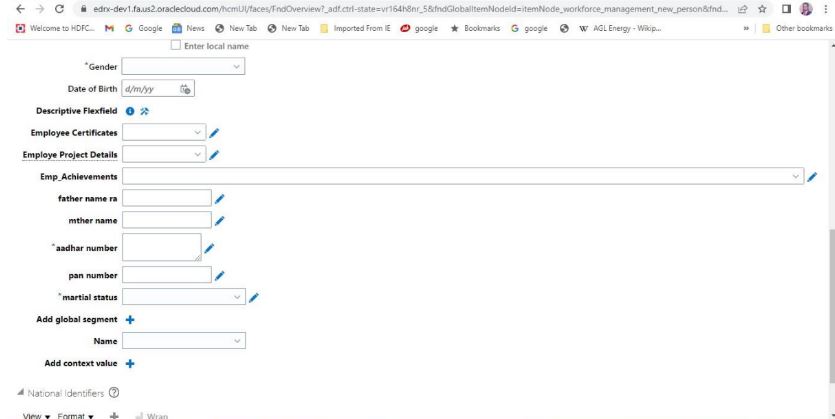 edrx-dev1.fa.us2.oraclecloud.com/hcmUI/faces/FndOverview?_adf.ctrl-state=vr164h8nr_5&fndGlobalItemNodeId=itemNode_workforce_management_new_person&fnd...
Welcome to HDFC... M Google News New Tab New Tab Imported From IE google Bookmarks G google W AGL Energy - Wikip... » Other bookmarks
Enter local name
*Gender
Date of Birth d/m/yy
Descriptive Flexfield
Employee Certificates
Employe Project Details
Emp_Achievements
father name ra
mther name
*aadhar number
pan number
*martial status
Add global segment
Name
Add context value
National Identifiers
View Format Wrap